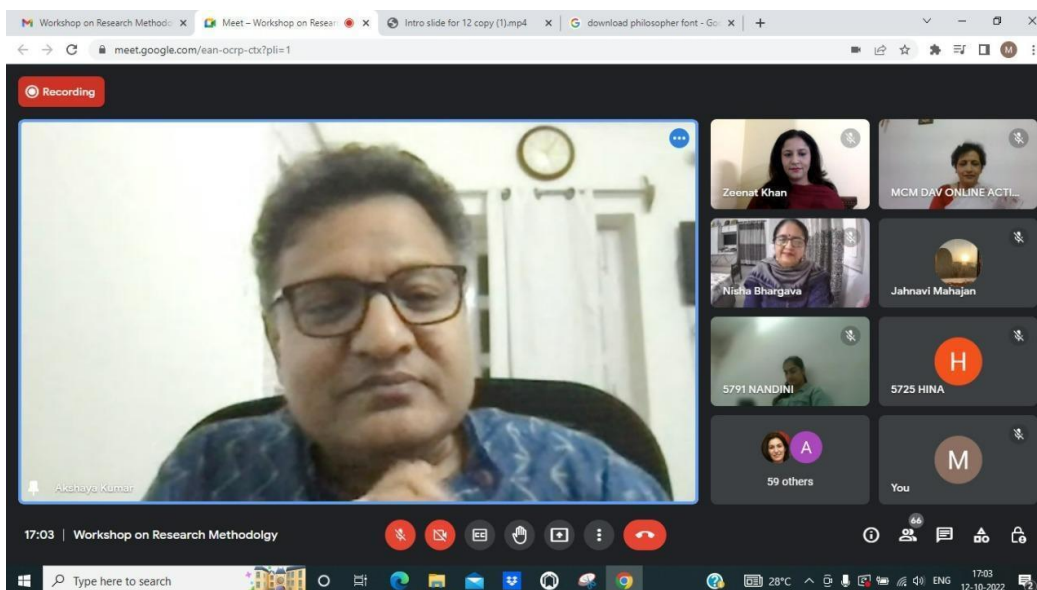 Workshop on Research Methodo
Meet – Workshop on Resear
Intro slide for 12 copy (1).mp4
download philosopher font - Go
meet.google.com/ean-ocrp-ctx?pli=1
M
Recording
Zeenat Khan
MCM DAV ONLINE ACTI...
Nisha Bhargava
Jahnavi Mahajan
5791 NANDINI
H
5725 HINA
A
59 others
M
You
Akshaya Kumar
17:03 | Workshop on Research Methodolgy
CC
66
Type here to search
28°C
ENG
17:03
12-10-2022
2